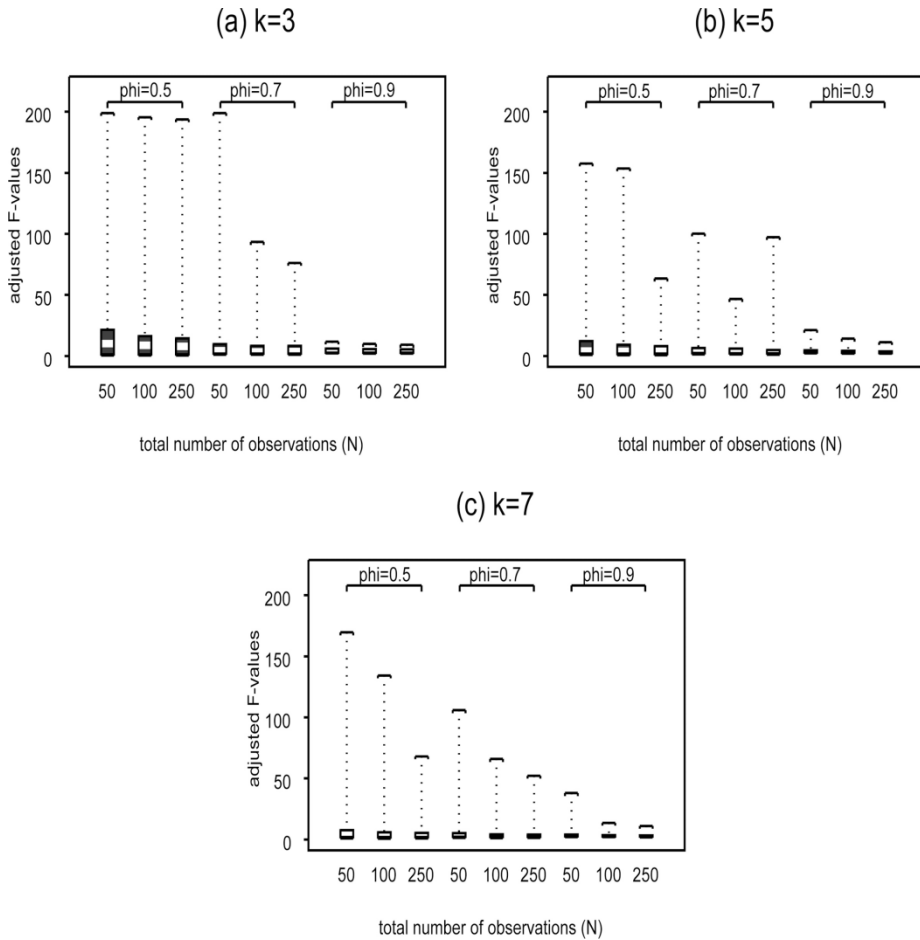 (a) k=3
phi=0.5 phi=0.7 phi=0.9
200
150
100
50
0
adjusted F-values
50 100 250 50 100 250 50 100 250
total number of observations (N)
(b) k=5
phi=0.5 phi=0.7 phi=0.9
200
150
100
50
0
adjusted F-values
50 100 250 50 100 250 50 100 250
total number of observations (N)
(c) k=7
phi=0.5 phi=0.7 phi=0.9
200
150
100
50
0
adjusted F-values
50 100 250 50 100 250 50 100 250
total number of observations (N)